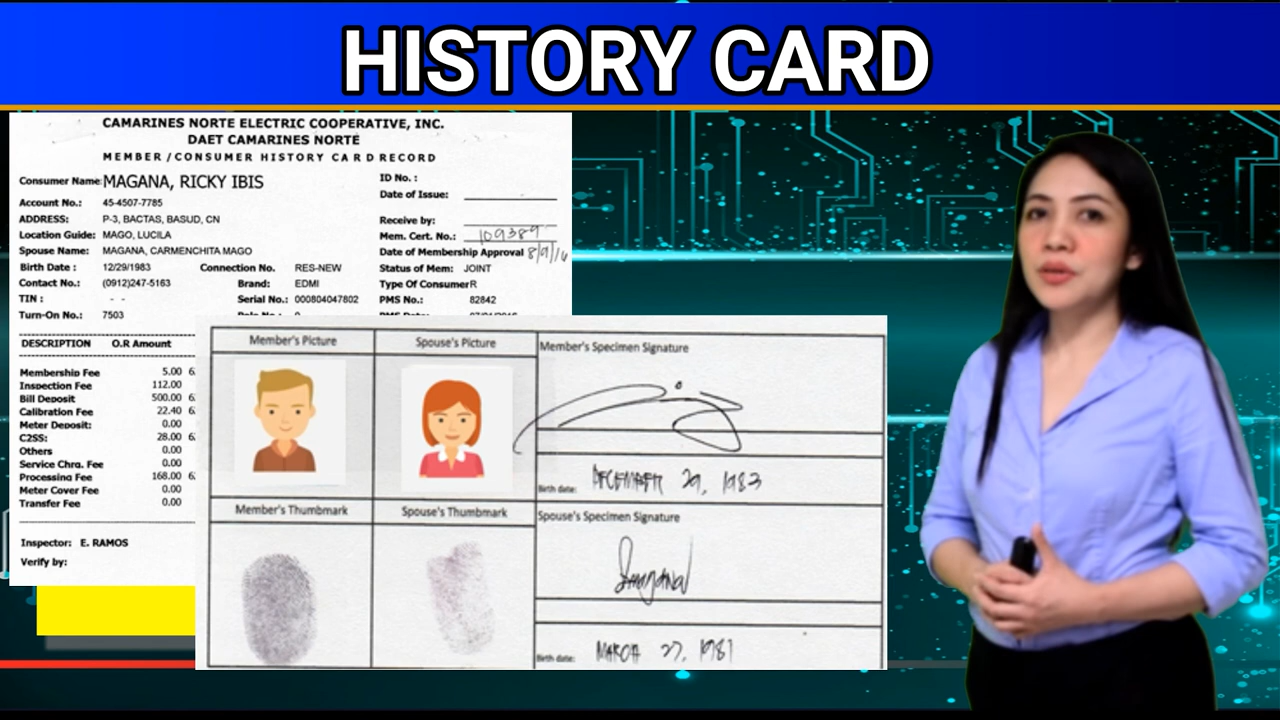 HISTORY CARD
CAMARINES NORTE ELECTRIC COOPERATIVE, INC.
DAET CAMARINES NORTE
MEMBER/CONSUMER HISTORY CARD RECORD
Consumer Name: MAGANA, RICKY IBIS
ID No. :
Account No.: 45-4507-7785
Date of Issue:
ADDRESS: P-3, BACTAS, BASUD, CN
Receive by:
Location Guide: MAGO, LUCILA
Mem. Cert. No.: 109389
Spouse Name: MAGANA, CARMENCHITA MAGO
Date of Membership Approval 8/9/16
Birth Date : 12/29/1983 Connection No. RES-NEW Status of Mem: JOINT
Contact No.: (0912)247-5163 Brand: EDMI Type Of Consumer R
TIN : - - Serial No.: 000804047802 PMS No.: 82842
Turn-On No.: 7503
DESCRIPTION O.R Amount
Membership Fee 5.00
Inspection Fee 112.00
Bill Deposit 500.00
Calibration Fee 22.40
Meter Deposit: 0.00
C2SS: 28.00
Others 0.00
Service Chrg. Fee 0.00
Processing Fee 168.00
Meter Cover Fee 0.00
Transfer Fee 0.00
Inspector: E. RAMOS
Verify by:
Member's Picture Spouse's Picture Member's Specimen Signature
Birth date: DECEMBER 29, 1983
Member's Thumbmark Spouse's Thumbmark Spouse's Specimen Signature
Birth date: MARCH 27, 1981